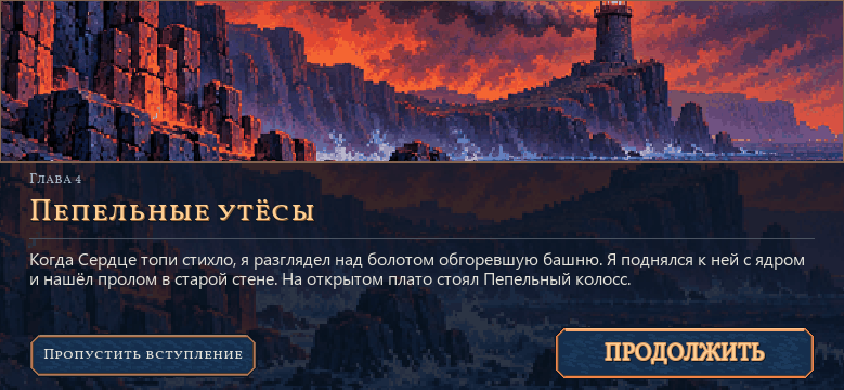 Глава 4
Пепельные утёсы
Когда Сердце топи стихло, я разглядел над болотом обгоревшую башню. Я поднялся к ней с ядром
и нашёл пролом в старой стене. На открытом плато стоял Пепельный колосс.
Пропустить вступление
ПРОДОЛЖИТЬ